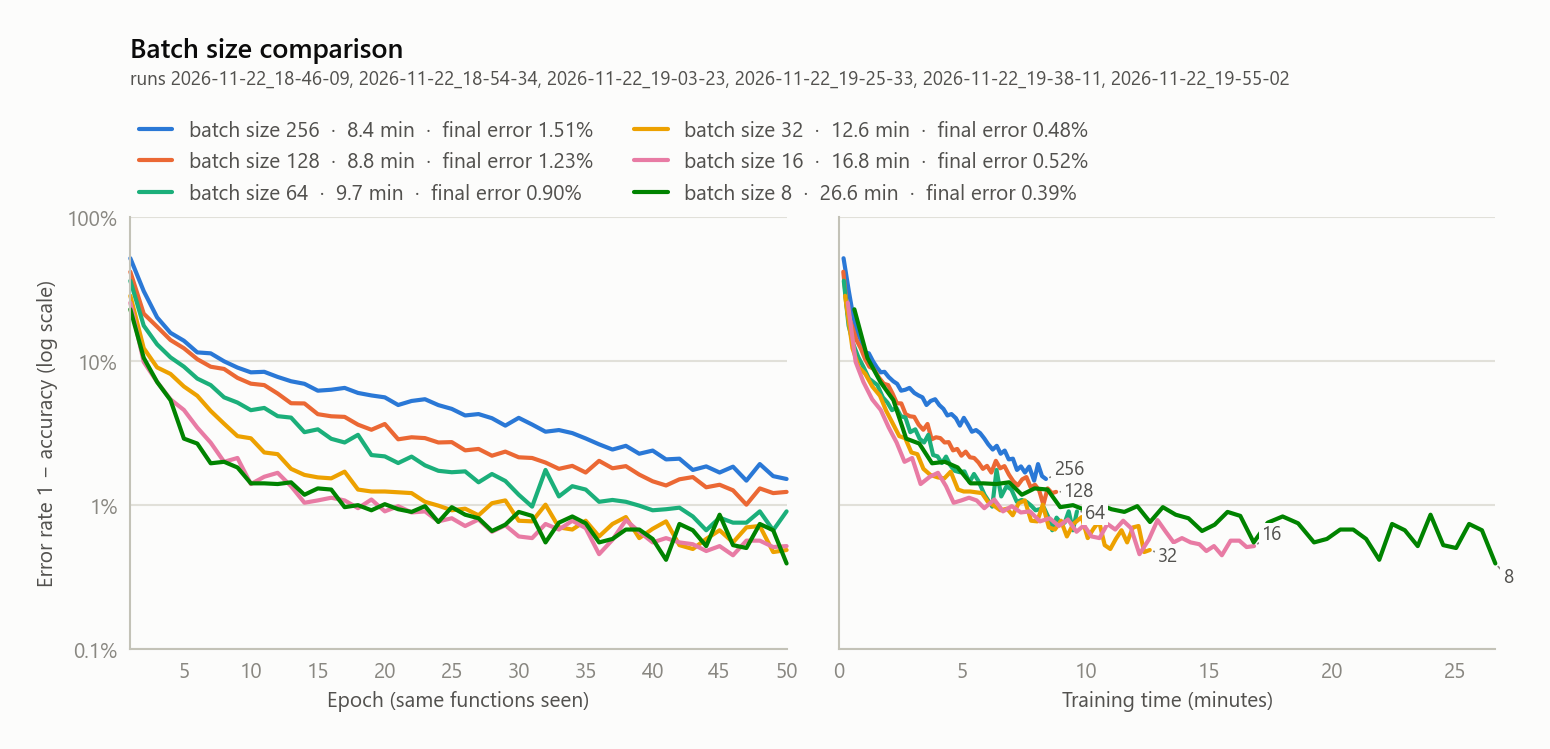 Batch size comparison
runs 2026-11-22_18-46-09, 2026-11-22_18-54-34, 2026-11-22_19-03-23, 2026-11-22_19-25-33, 2026-11-22_19-38-11, 2026-11-22_19-55-02
batch size 256 · 8.4 min · final error 1.51%
batch size 128 · 8.8 min · final error 1.23%
batch size 64 · 9.7 min · final error 0.90%
batch size 32 · 12.6 min · final error 0.48%
batch size 16 · 16.8 min · final error 0.52%
batch size 8 · 26.6 min · final error 0.39%
Error rate 1 − accuracy (log scale)
100%
10%
1%
0.1%
5 10 15 20 25 30 35 40 45 50
Epoch (same functions seen)
256
128
64
32
16
8
0 5 10 15 20 25
Training time (minutes)